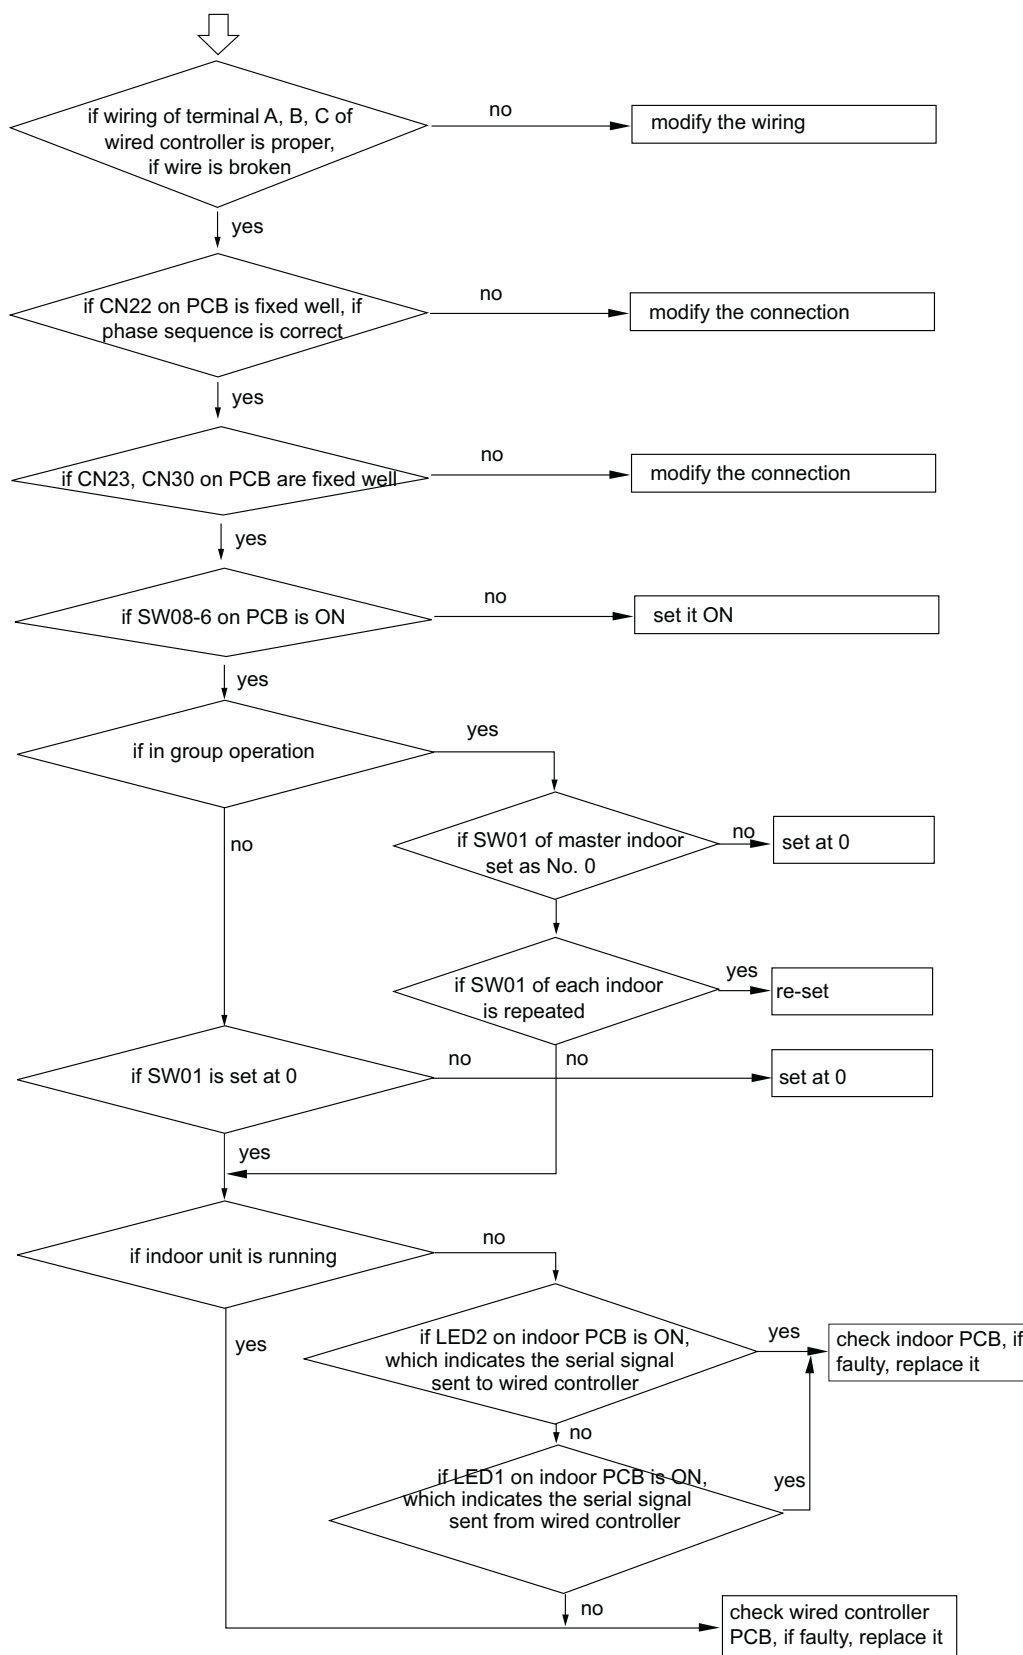 if wiring of terminal A, B, C of
wired controller is proper,
if wire is broken
no
modify the wiring
yes
if CN22 on PCB is fixed well, if
phase sequence is correct
no
modify the connection
yes
if CN23, CN30 on PCB are fixed well
no
modify the connection
yes
if SW08-6 on PCB is ON
no
set it ON
yes
if in group operation
yes
no
if SW01 of master indoor
set as No. 0
no
set at 0
if SW01 of each indoor
is repeated
yes
re-set
if SW01 is set at 0
no
no
set at 0
yes
if indoor unit is running
no
yes
if LED2 on indoor PCB is ON,
which indicates the serial signal
sent to wired controller
yes
check indoor PCB, if
faulty, replace it
no
if LED1 on indoor PCB is ON,
which indicates the serial signal
sent from wired controller
yes
no
check wired controller
PCB, if faulty, replace it